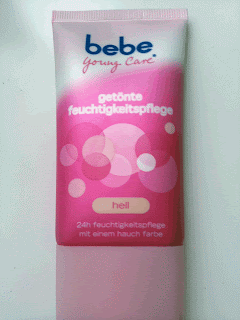 bebe
Young Care
getönte
feuchtigkeitspflege
hell
24h feuchtigkeitspflege
mit einem hauch farbe